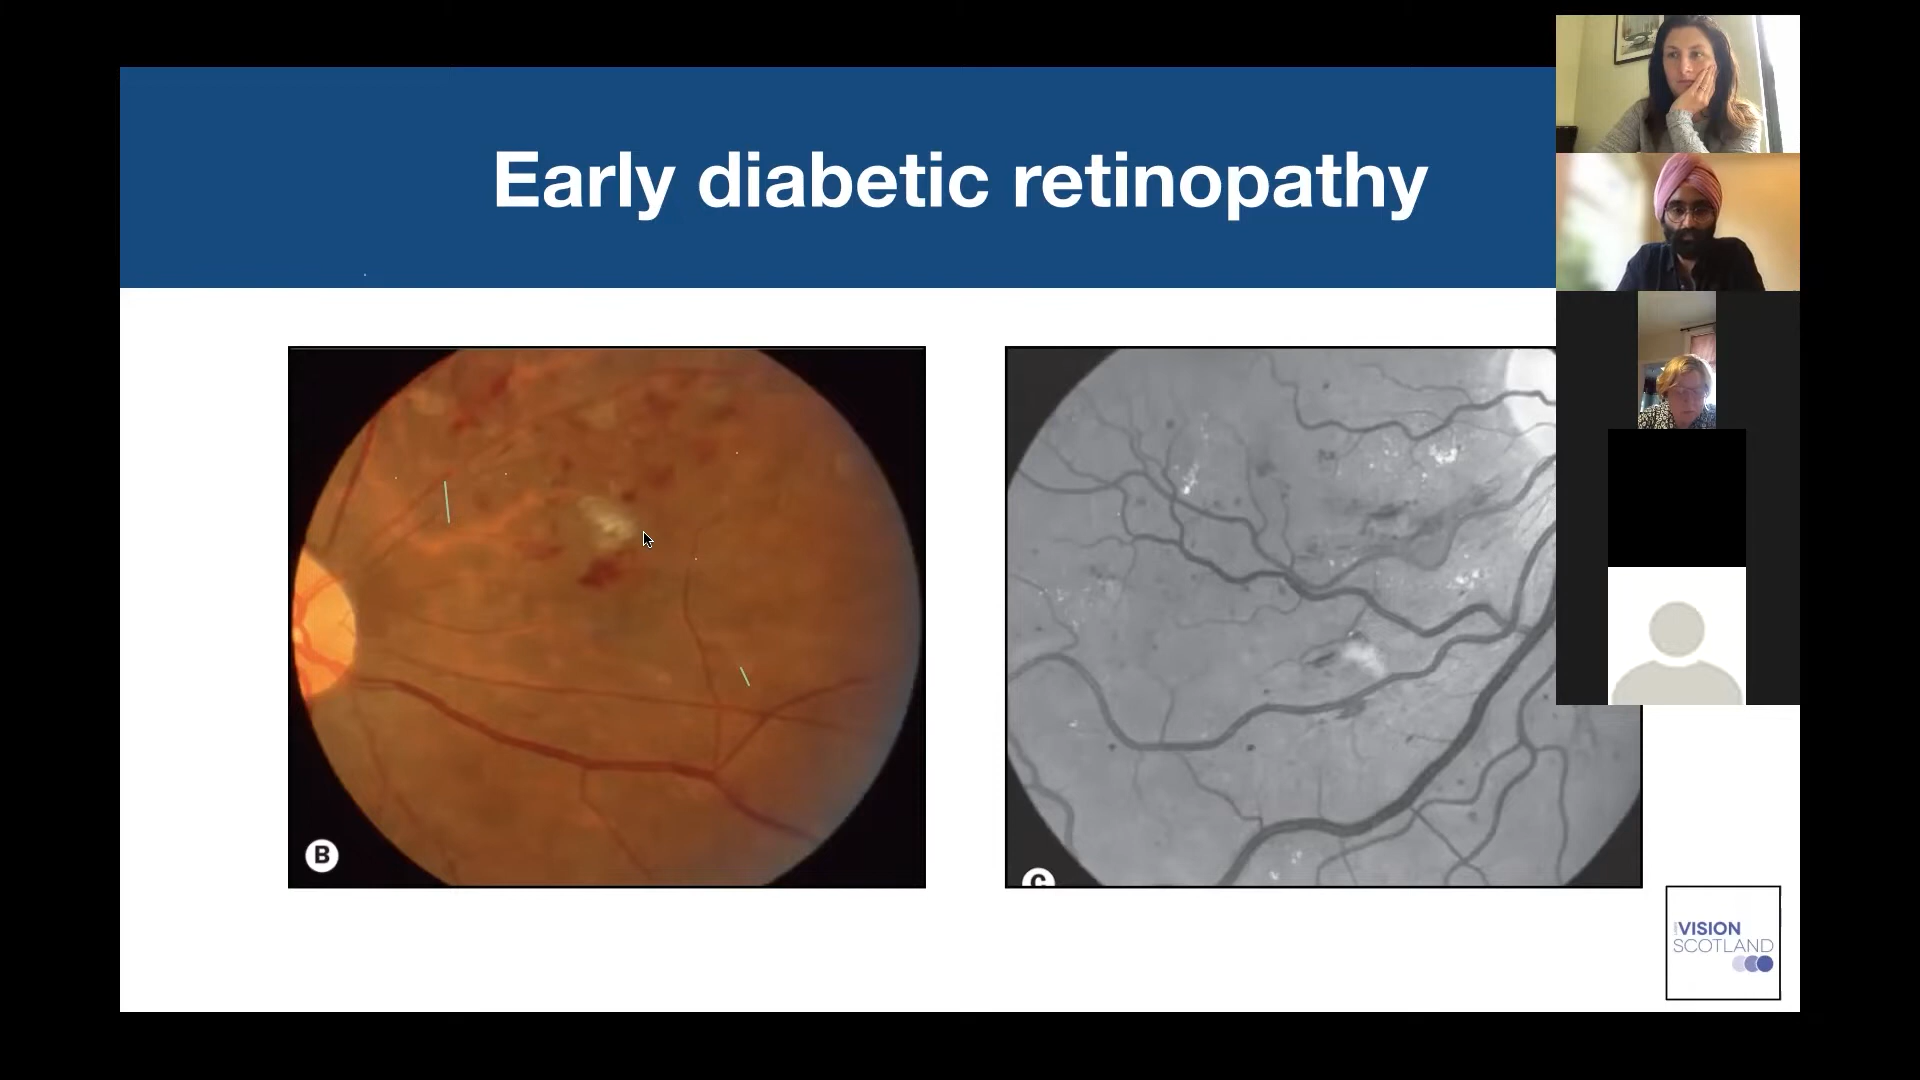 Early diabetic retinopathy
B
C
VISION
SCOTLAND